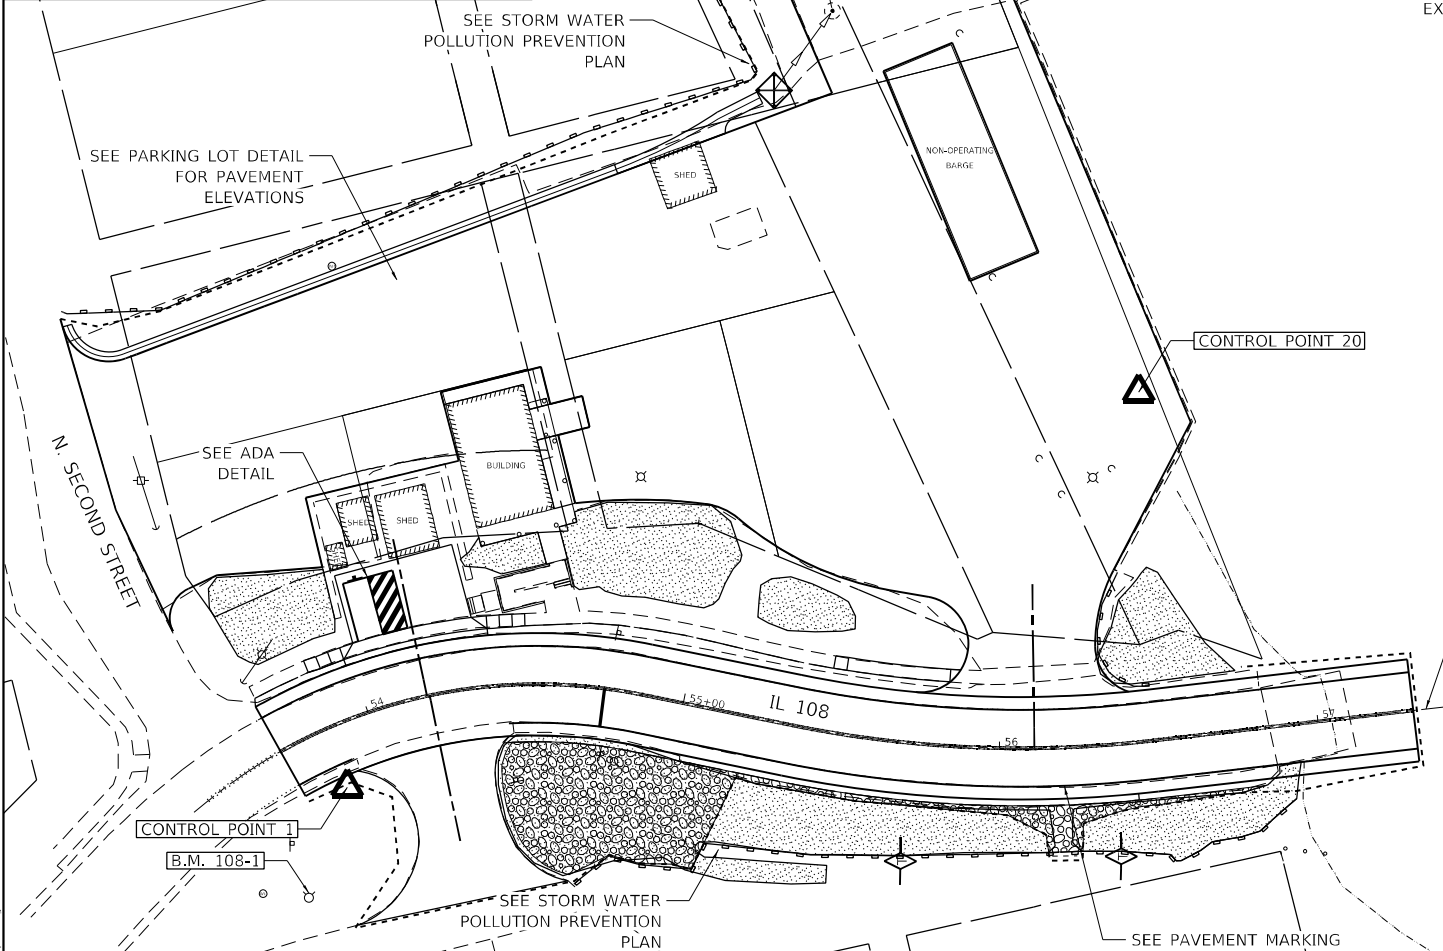 EX
SEE STORM WATER
POLLUTION PREVENTION
PLAN
SEE PARKING LOT DETAIL
FOR PAVEMENT
ELEVATIONS
NON-OPERATING
BARGE
SHED
CONTROL POINT 20
N. SECOND STREET
SEE ADA
DETAIL
BUILDING
SHED
SHED
54
55+00
IL 108
56
57
CONTROL POINT 1
P
B.M. 108-1
SEE STORM WATER
POLLUTION PREVENTION
PLAN
SEE PAVEMENT MARKING